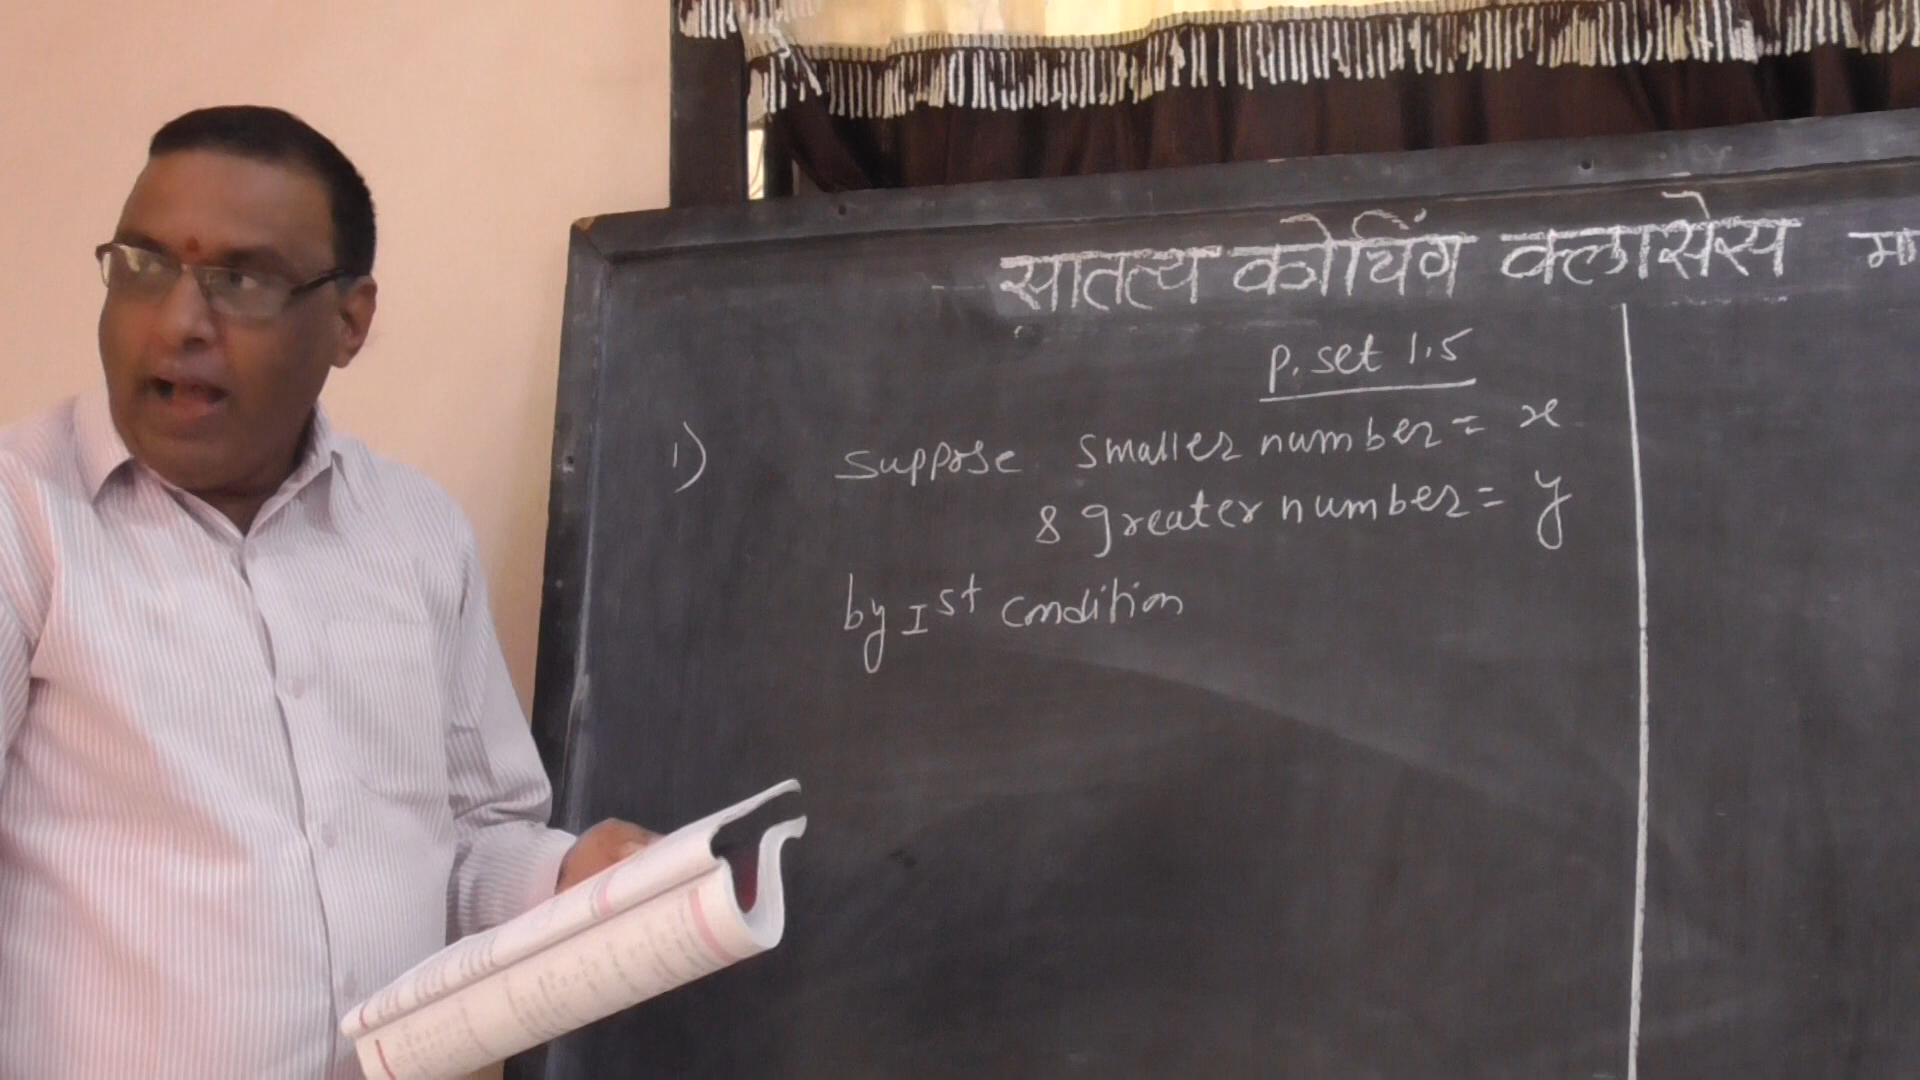 सातत्य कोचिंग क्लासेस मा
P. set 1.5
1) suppose smaller number = x
& greater number = y
by Ist condition